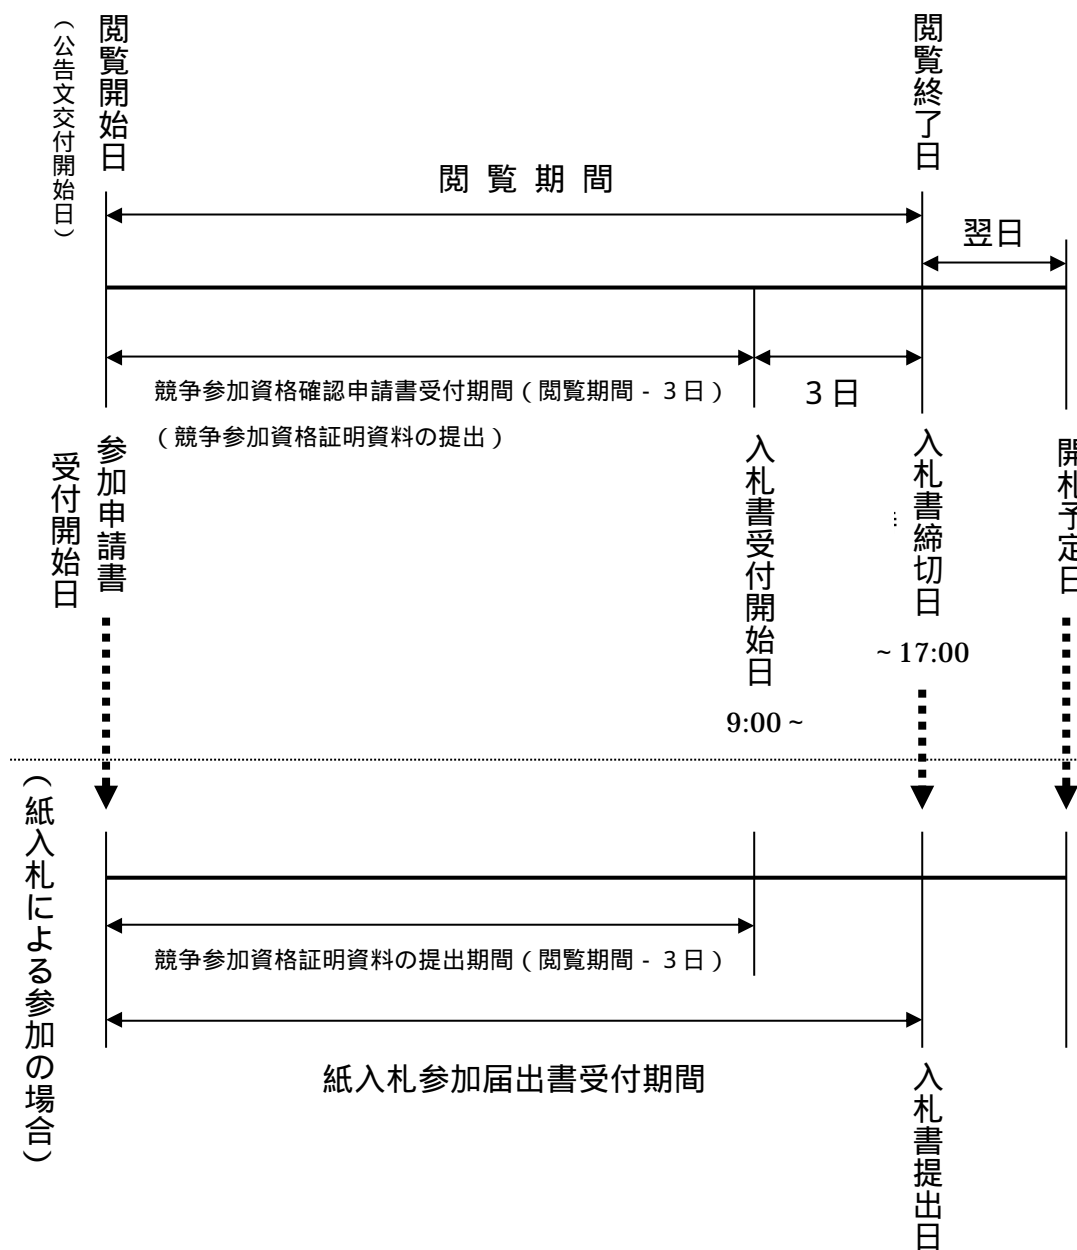 閲覧開始日
（公告文交付開始日）
閲覧終了日
閲覧期間
翌日
競争参加資格確認申請書受付期間（閲覧期間 - ３日）
（競争参加資格証明資料の提出）
３日
参加申請書
受付開始日
入札書受付開始日
9:00 ~
入札書締切日
~ 17:00
開札予定日
（紙入札による参加の場合）
競争参加資格証明資料の提出期間（閲覧期間 - ３日）
紙入札参加届出書受付期間
入札書提出日